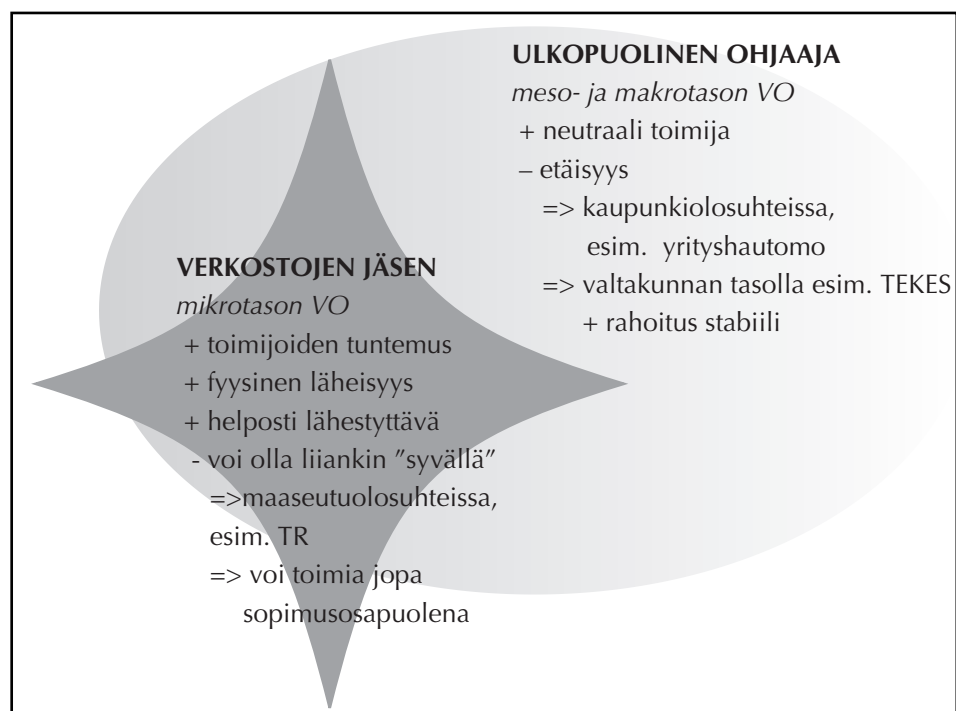 ULKOPUOLINEN OHJAAJA
meso- ja makrotason VO
+ neutraali toimija
– etäisyys
=> kaupunkiolosuhteissa,
esim. yrityshautomo
=> valtakunnan tasolla esim. TEKES
+ rahoitus stabiili
VERKOSTOJEN JÄSEN
mikrotason VO
+ toimijoiden tuntemus
+ fyysinen läheisyys
+ helposti lähestyttävä
- voi olla liiankin ”syvällä”
=>maaseutuolosuhteissa,
esim. TR
=> voi toimia jopa
sopimusosapuolena